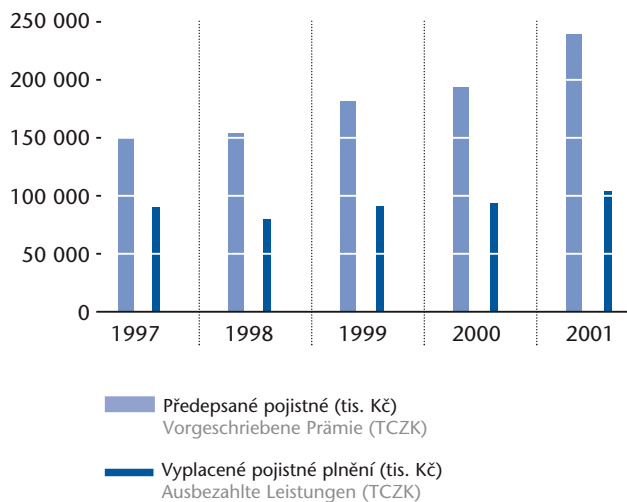 250 000
200 000
150 000
100 000
50 000
0
1997 1998 1999 2000 2001
Předepsané pojistné (tis. Kč)
Vorgeschriebene Prämie (TCZK)
Vyplacené pojistné plnění (tis. Kč)
Ausbezahlte Leistungen (TCZK)